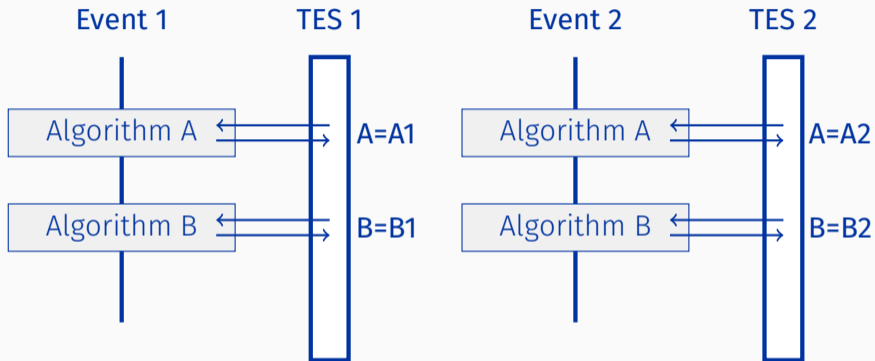 Event 1
TES 1
Event 2
TES 2
Algorithm A
A=A1
Algorithm A
A=A2
Algorithm B
B=B1
Algorithm B
B=B2